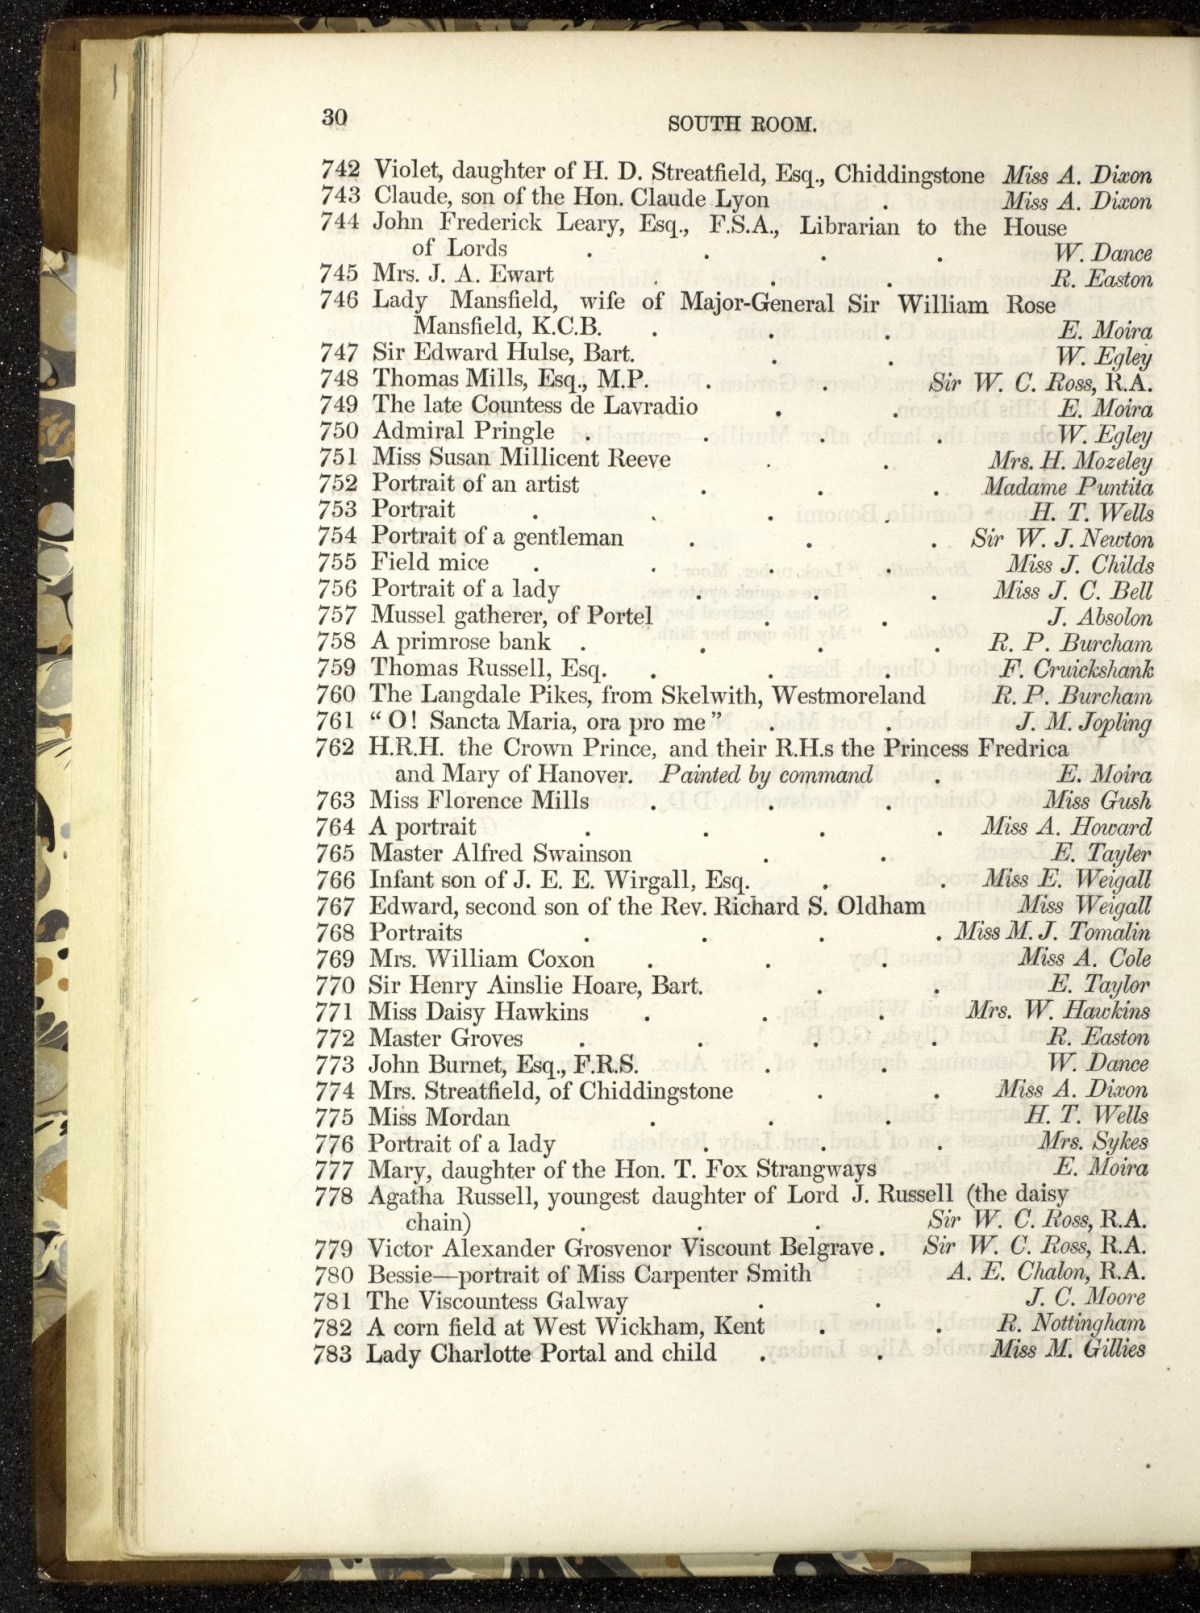 30
SOUTH ROOM.
742 Violet, daughter of H. D. Streatfield, Esq., Chiddingstone Miss A. Dixon
743 Claude, son of the Hon. Claude Lyon . Miss A. Dixon
744 John Frederick Leary, Esq., F.S.A., Librarian to the House
of Lords . . . . W. Dance
745 Mrs. J. A. Ewart . . . R. Easton
746 Lady Mansfield, wife of Major-General Sir William Rose
Mansfield, K.C.B. . . . E. Moira
747 Sir Edward Hulse, Bart. . . W. Egley
748 Thomas Mills, Esq., M.P. . . Sir W. C. Ross, R.A.
749 The late Countess de Lavradio . . E. Moira
750 Admiral Pringle . . . . W. Egley
751 Miss Susan Millicent Reeve . . Mrs. H. Mozeley
752 Portrait of an artist . . . Madame Puntita
753 Portrait . . . . H. T. Wells
754 Portrait of a gentleman . . . Sir W. J. Newton
755 Field mice . . . . Miss J. Childs
756 Portrait of a lady . . . Miss J. C. Bell
757 Mussel gatherer, of Portel . . J. Absolon
758 A primrose bank . . . . R. P. Burcham
759 Thomas Russell, Esq. . . . F. Cruickshank
760 The Langdale Pikes, from Skelwith, Westmoreland R. P. Burcham
761 “ O! Sancta Maria, ora pro me ” . . J. M. Jopling
762 H.R.H. the Crown Prince, and their R.H.s the Princess Fredrica
and Mary of Hanover. Painted by command . E. Moira
763 Miss Florence Mills . . . Miss Gush
764 A portrait . . . . Miss A. Howard
765 Master Alfred Swainson . . E. Tayler
766 Infant son of J. E. E. Wirgall, Esq. . . Miss E. Weigall
767 Edward, second son of the Rev. Richard S. Oldham Miss Weigall
768 Portraits . . . . Miss M. J. Tomalin
769 Mrs. William Coxon . . . Miss A. Cole
770 Sir Henry Ainslie Hoare, Bart. . . E. Taylor
771 Miss Daisy Hawkins . . . Mrs. W. Hawkins
772 Master Groves . . . . R. Easton
773 John Burnet, Esq., F.R.S. . . W. Dance
774 Mrs. Streatfield, of Chiddingstone . . Miss A. Dixon
775 Miss Mordan . . . H. T. Wells
776 Portrait of a lady . . . Mrs. Sykes
777 Mary, daughter of the Hon. T. Fox Strangways E. Moira
778 Agatha Russell, youngest daughter of Lord J. Russell (the daisy
chain) . . . Sir W. C. Ross, R.A.
779 Victor Alexander Grosvenor Viscount Belgrave . Sir W. C. Ross, R.A.
780 Bessie—portrait of Miss Carpenter Smith A. E. Chalon, R.A.
781 The Viscountess Galway . . J. C. Moore
782 A corn field at West Wickham, Kent . . R. Nottingham
783 Lady Charlotte Portal and child . . Miss M. Gillies